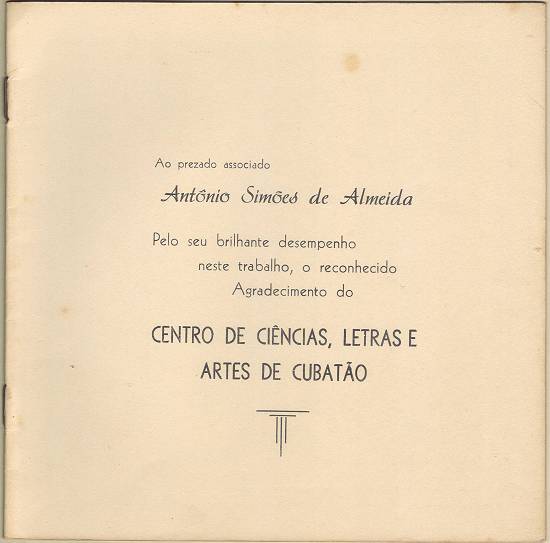 Ao prezado associado
Antônio Simões de Almeida
Pelo seu brilhante desempenho
neste trabalho, o reconhecido
Agradecimento do
CENTRO DE CIÊNCIAS, LETRAS E
ARTES DE CUBATÃO